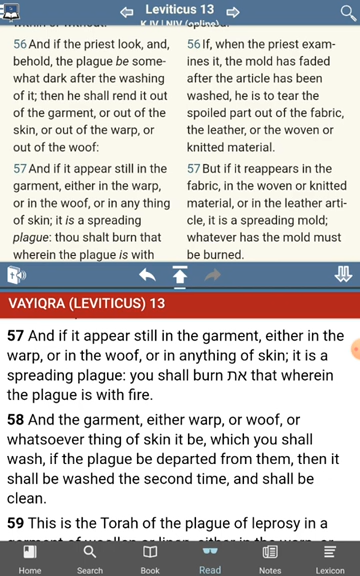 Leviticus 13
KJV | NIV (online)
56 And if the priest look, and,
behold, the plague be some-
what dark after the washing
of it; then he shall rend it out
of the garment, or out of the
skin, or out of the warp, or
out of the woof:
57 And if it appear still in the
garment, either in the warp,
or in the woof, or in any thing
of skin; it is a spreading
plague: thou shalt burn that
wherein the plague is with
56 If, when the priest exam-
ines it, the mold has faded
after the article has been
washed, he is to tear the
spoiled part out of the fabric,
the leather, or the woven or
knitted material.
57 But if it reappears in the
fabric, in the woven or knitted
material, or in the leather arti-
cle, it is a spreading mold;
whatever has the mold must
be burned.
VAYIQRA (LEVITICUS) 13
57 And if it appear still in the garment, either in the
warp, or in the woof, or in anything of skin; it is a
spreading plague: you shall burn את that wherein
the plague is with fire.
58 And the garment, either warp, or woof, or
whatsoever thing of skin it be, which you shall
wash, if the plague be departed from them, then it
shall be washed the second time, and shall be
clean.
59 This is the Torah of the plague of leprosy in a
garment of woollen or linen, either in the warp, or
Home
Search
Book
Read
Notes
Lexicon